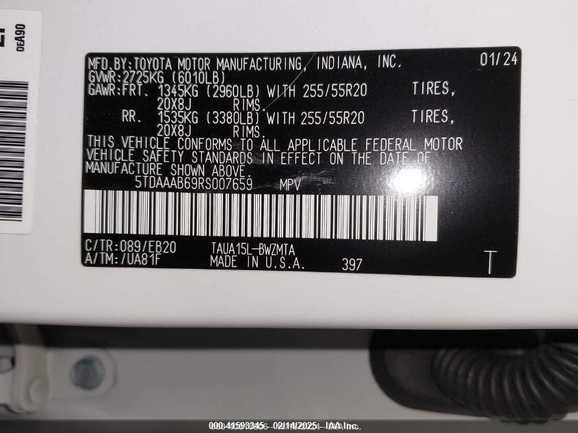 MFD.BY:TOYOTA MOTOR MANUFACTURING, INDIANA, INC. 01/24
GVWR:2725KG (6010LB)
GAWR:FRT. 1345KG (2960LB) WITH 255/55R20 TIRES,
20X8J RIMS.
RR. 1535KG (3380LB) WITH 255/55R20 TIRES,
20X8J RIMS.
THIS VEHICLE CONFORMS TO ALL APPLICABLE FEDERAL MOTOR
VEHICLE SAFETY STANDARDS IN EFFECT ON THE DATE OF
MANUFACTURE SHOWN ABOVE.
5TDAAAB69RS007659 MPV
C/TR:089/EB20 TAUA15L-BWZMTA
A/TM:/UA81F MADE IN U.S.A. 397 T
02/14/2025 IAA Inc.